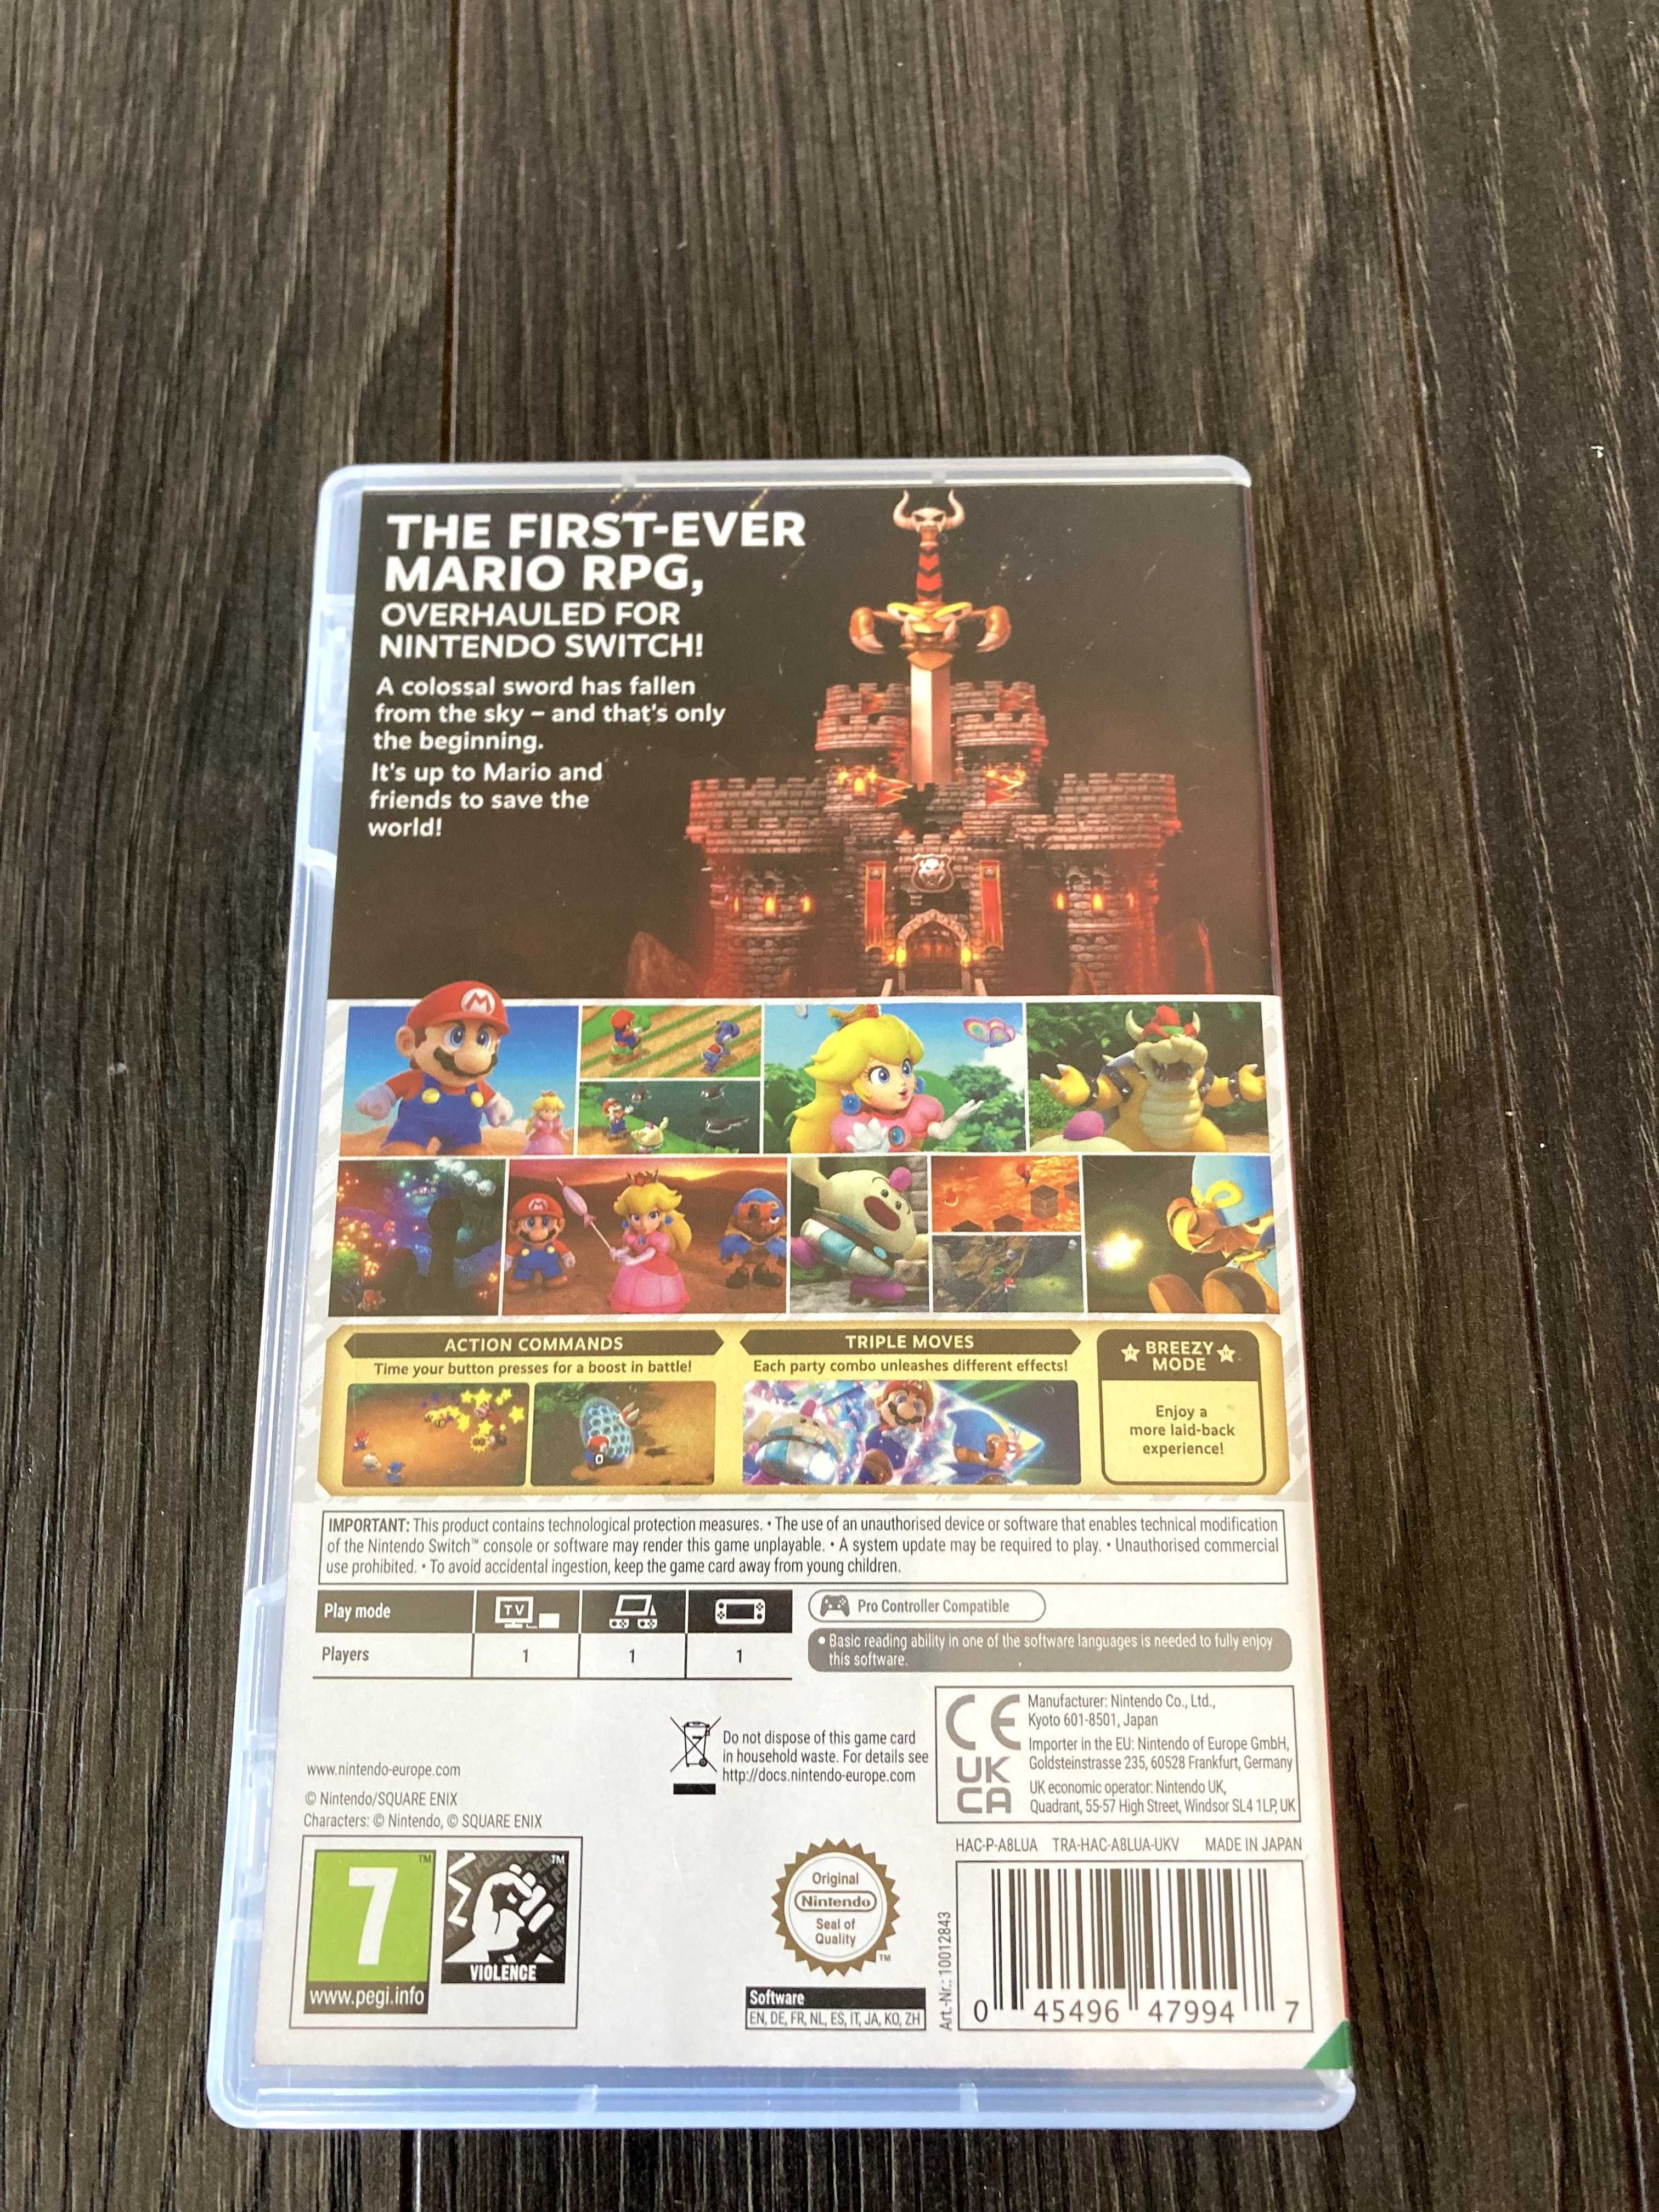 THE FIRST-EVER
MARIO RPG,
OVERHAULED FOR
NINTENDO SWITCH!
A colossal sword has fallen
from the sky – and that's only
the beginning.
It's up to Mario and
friends to save the
world!
ACTION COMMANDS
Time your button presses for a boost in battle!
TRIPLE MOVES
Each party combo unleashes different effects!
BREEZY
MODE
Enjoy a
more laid-back
experience!
IMPORTANT: This product contains technological protection measures. • The use of an unauthorised device or software that enables technical modification
of the Nintendo Switch™ console or software may render this game unplayable. • A system update may be required to play. • Unauthorised commercial
use prohibited. • To avoid accidental ingestion, keep the game card away from young children.
Play mode
TV
Players
1
1
1
Pro Controller Compatible
• Basic reading ability in one of the software languages is needed to fully enjoy
this software.
www.nintendo-europe.com
© Nintendo/SQUARE ENIX
Characters: © Nintendo, © SQUARE ENIX
Do not dispose of this game card
in household waste. For details see
http://docs.nintendo-europe.com
CE
UK
CA
Manufacturer: Nintendo Co., Ltd.,
Kyoto 601-8501, Japan
Importer in the EU: Nintendo of Europe GmbH,
Goldsteinstrasse 235, 60528 Frankfurt, Germany
UK economic operator: Nintendo UK,
Quadrant, 55-57 High Street, Windsor SL4 1LP, UK
HAC-P-A8LUA TRA-HAC-A8LUA-UKV MADE IN JAPAN
7
™
www.pegi.info
™
VIOLENCE
Original
Nintendo
Seal of
Quality
™
Software
EN, DE, FR, NL, ES, IT, JA, KO, ZH
Art.-Nr.: 10012843
0 45496 47994 7